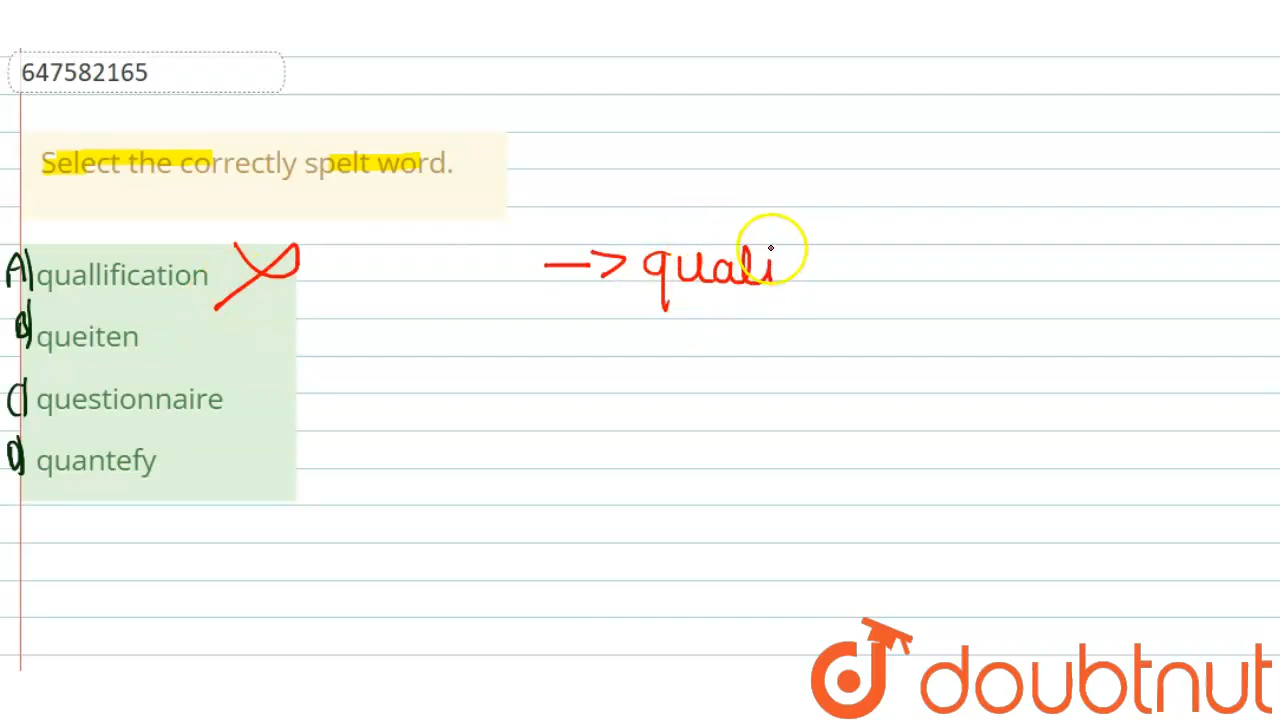 647582165
Select the correctly spelt word.
A) quallification
→ quali
B) queiten
C) questionnaire
D) quantefy
doubtnut